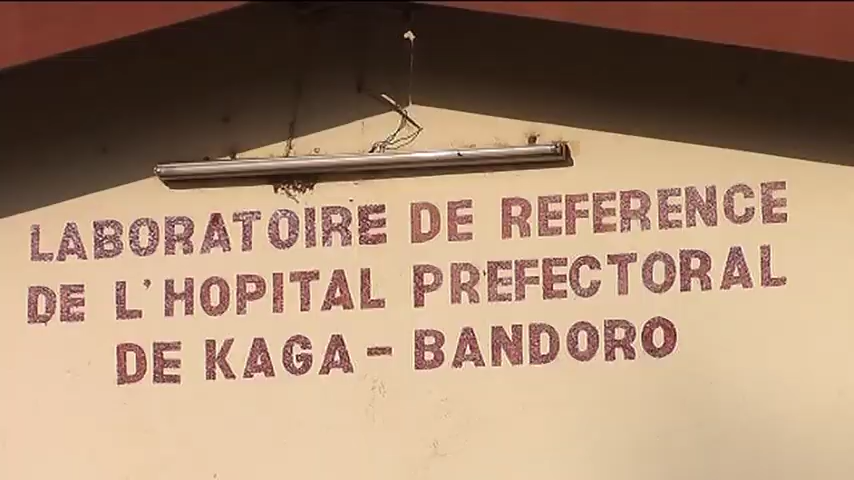 LABORATOIRE DE REFERENCE
DE L'HOPITAL PREFECTORAL
DE KAGA - BANDORO